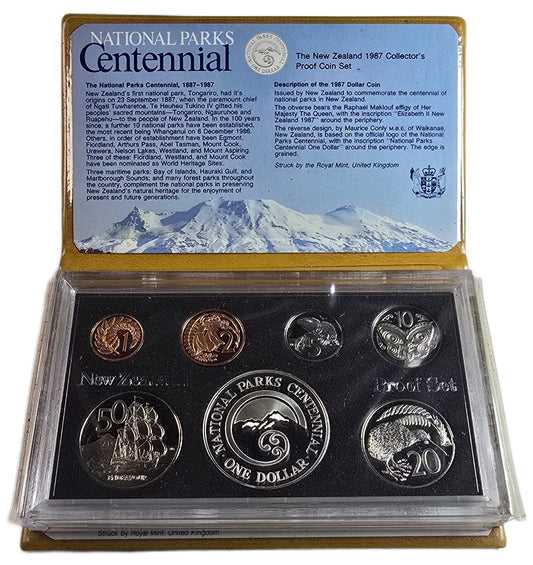 NATIONAL PARKS
Centennial
The National Parks Centennial, 1887-1987
New Zealand's first national parks, Tongariro, had it's
origins on 23 September 1887, when the paramount chief
of Ngati Tuwharetoa, Te Heuheu Tukino IV gifted his
peoples' sacred mountains—Tongariro, Ngauruhoe and
Ruapehu—to the people of New Zealand. In the 100 years
since, a further 10 national parks have been established,
the most recent being Whanganui on 6 December 1986.
Others, in order of establishment have been Egmont,
Fiordland, Arthurs Pass, Abel Tasman, Mount Cook,
Urewera, Nelson Lakes, Westland, and Mount Aspiring.
Three of these: Fiordland, Westland, and Mount Cook
have been nominated as World Heritage Sites.
Three maritime parks: Bay of Islands, Hauraki Gulf, and
Marlborough Sounds; and many forest parks throughout
the country, compliment the national parks in preserving
New Zealand's natural heritage for the enjoyment of
present and future generations.
The New Zealand 1987 Collector's
Proof Coin Set
Description of the 1987 Dollar Coin
Issued by New Zealand to commemorate the centennial of
national parks in New Zealand.
The obverse bears the Raphael Maklouf effigy of Her
Majesty The Queen, with the inscription "Elizabeth II New
Zealand 1987" around the periphery.
The reverse design, by Maurice Conly M.B.E. of Waikanae,
New Zealand, is based on the official logo of the National
Parks Centennial, with the inscription "National Parks
Centennial One Dollar" around the periphery. The edge is
grained.
Struck by the Royal Mint, United Kingdom
1
2
5
10
New Zealand
Proof Set
50
ENDEAVOUR
NATIONAL PARKS CENTENNIAL
· ONE DOLLAR ·
20
Struck by Royal Mint, United Kingdom